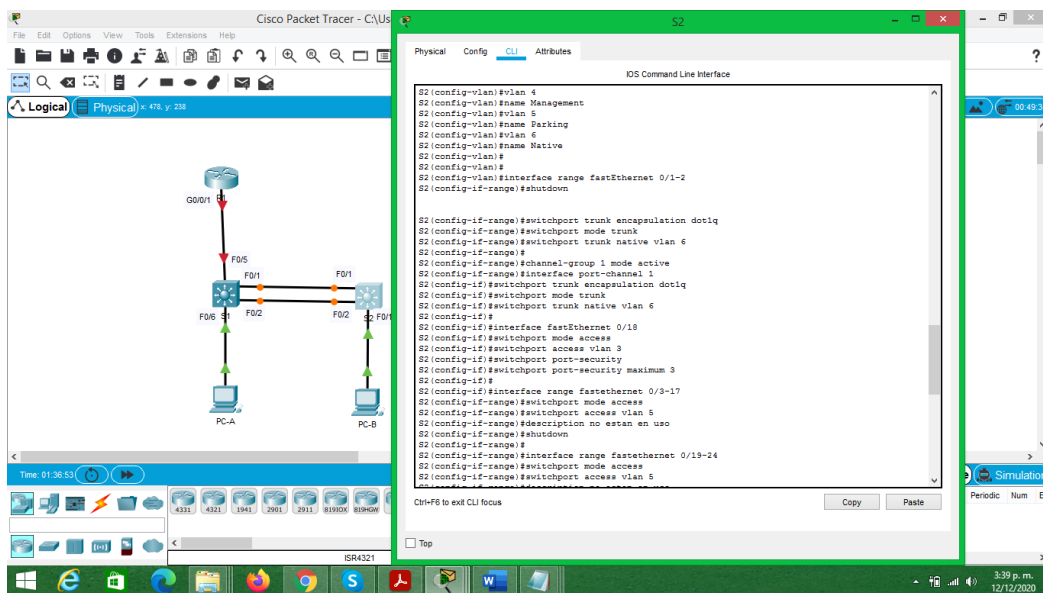 Cisco Packet Tracer - C:\Us
S2
File Edit Options View Tools Extensions Help
Physical Config CLI Attributes
?
IOS Command Line Interface
Logical Physical x: 478, y: 238
00:49:3
S2(config-vlan)#vlan 4
S2(config-vlan)#name Management
S2(config-vlan)#vlan 5
S2(config-vlan)#name Parking
S2(config-vlan)#vlan 6
S2(config-vlan)#name Native
S2(config-vlan)#
S2(config-vlan)#
S2(config-vlan)#interface range fastEthernet 0/1-2
S2(config-if-range)#shutdown
S2(config-if-range)#switchport trunk encapsulation dot1q
S2(config-if-range)#switchport mode trunk
S2(config-if-range)#switchport trunk native vlan 6
S2(config-if-range)#
S2(config-if-range)#channel-group 1 mode active
S2(config-if-range)#interface port-channel 1
S2(config-if)#switchport trunk encapsulation dot1q
S2(config-if)#switchport mode trunk
S2(config-if)#switchport trunk native vlan 6
S2(config-if)#
S2(config-if)#interface fastEthernet 0/18
S2(config-if)#switchport mode access
S2(config-if)#switchport access vlan 3
S2(config-if)#switchport port-security
S2(config-if)#switchport port-security maximum 3
S2(config-if)#
S2(config-if)#interface range fastethernet 0/3-17
S2(config-if-range)#switchport mode access
S2(config-if-range)#switchport access vlan 5
S2(config-if-range)#description no estan en uso
S2(config-if-range)#shutdown
S2(config-if-range)#
S2(config-if-range)#interface range fastethernet 0/19-24
S2(config-if-range)#switchport mode access
S2(config-if-range)#switchport access vlan 5
Ctrl+F6 to exit CLI focus
Copy
Paste
Top
G0/0/1 R1
F0/5
F0/1
F0/1
F0/6 S1 F0/2
F0/2 S2 F0/1
PC-A
PC-B
Time: 01:36:53
Simulation
4331 4321 1941 2901 2911 819IOX 819HGW
Periodic Num E
ISR4321
3:39 p. m.
12/12/2020